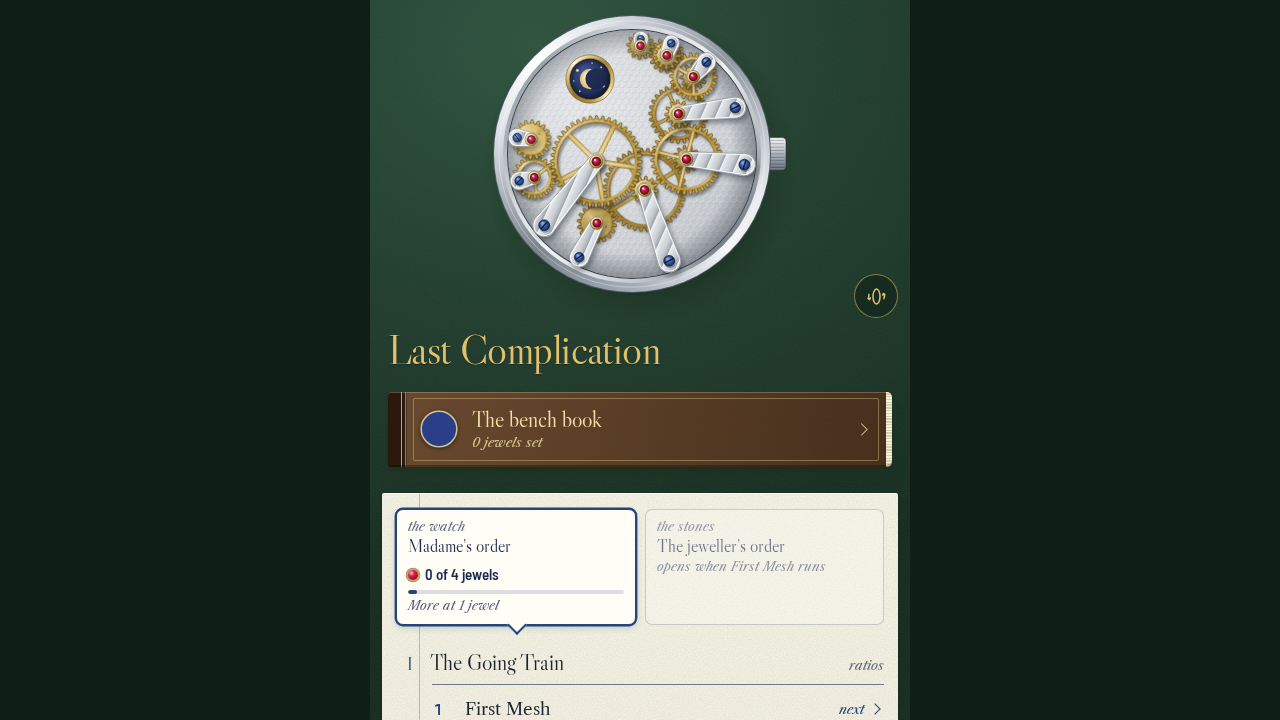 Last Complication
The bench book
0 jewels set
the watch
Madame's order
0 of 4 jewels
More at 1 jewel
the stones
The jeweller's order
opens when First Mesh runs
I The Going Train ratios
1 First Mesh next